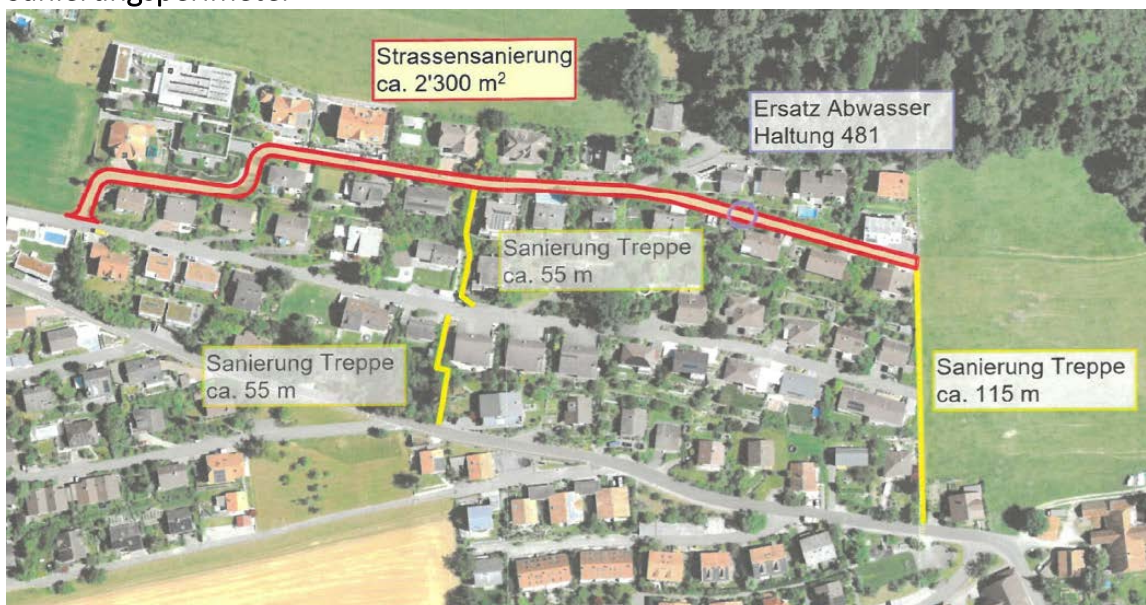 Sanierungsperimeter
Strassensanierung
ca. 2'300 m²
Ersatz Abwasser
Haltung 481
Sanierung Treppe
ca. 55 m
Sanierung Treppe
ca. 55 m
Sanierung Treppe
ca. 115 m